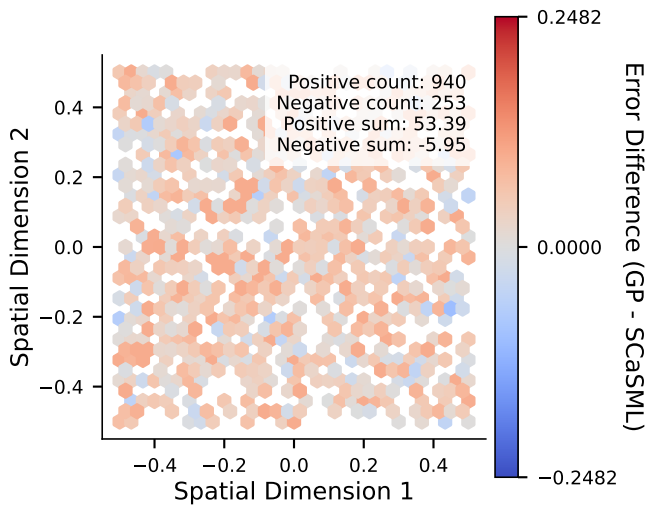 Positive count: 940
Negative count: 253
Positive sum: 53.39
Negative sum: -5.95
0.4
0.2
0.0
−0.2
−0.4
Spatial Dimension 2
−0.4
−0.2
0.0
0.2
0.4
Spatial Dimension 1
0.2482
0.0000
−0.2482
Error Difference (GP - SCaSML)